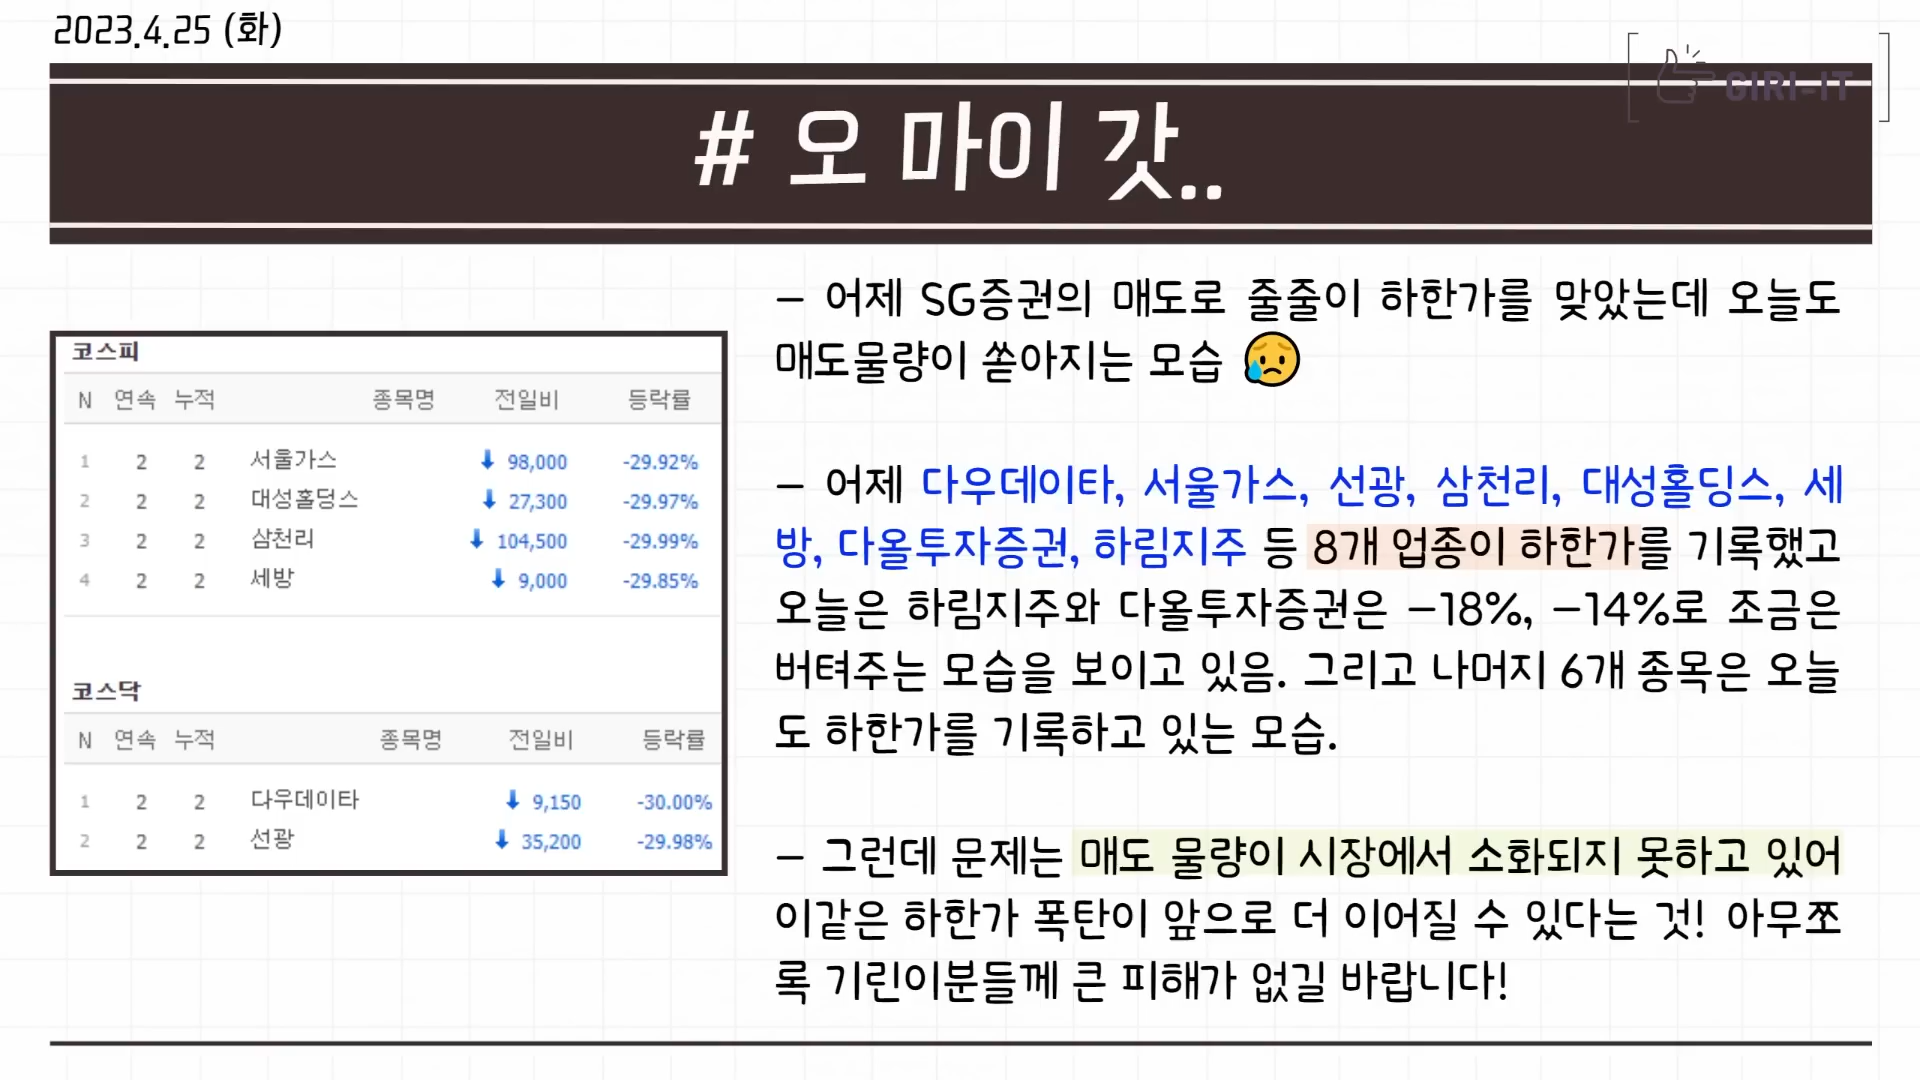 2023.4.25 (화)
GIRI-IT
# 오 마이 갓..
코스피
N 연속 누적 종목명 전일비 등락률
1 2 2 서울가스 ⬇ 98,000 -29.92%
2 2 2 대성홀딩스 ⬇ 27,300 -29.97%
3 2 2 삼천리 ⬇ 104,500 -29.99%
4 2 2 세방 ⬇ 9,000 -29.85%
코스닥
N 연속 누적 종목명 전일비 등락률
1 2 2 다우데이타 ⬇ 9,150 -30.00%
2 2 2 선광 ⬇ 35,200 -29.98%
– 어제 SG증권의 매도로 줄줄이 하한가를 맞았는데 오늘도
매도물량이 쏟아지는 모습 😥
– 어제 다우데이타, 서울가스, 선광, 삼천리, 대성홀딩스, 세
방, 다올투자증권, 하림지주 등 8개 업종이 하한가를 기록했고
오늘은 하림지주와 다올투자증권은 –18%, –14%로 조금은
버텨주는 모습을 보이고 있음. 그리고 나머지 6개 종목은 오늘
도 하한가를 기록하고 있는 모습.
– 그런데 문제는 매도 물량이 시장에서 소화되지 못하고 있어
이같은 하한가 폭탄이 앞으로 더 이어질 수 있다는 것! 아무쪼
록 기린이분들께 큰 피해가 없길 바랍니다!